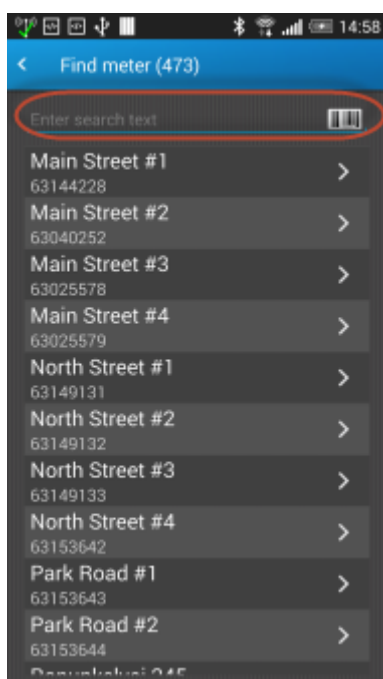 14:58
Find meter (473)
Enter search text
Main Street #1
63144228
Main Street #2
63040252
Main Street #3
63025578
Main Street #4
63025579
North Street #1
63149131
North Street #2
63149132
North Street #3
63149133
North Street #4
63153642
Park Road #1
63153643
Park Road #2
63153644